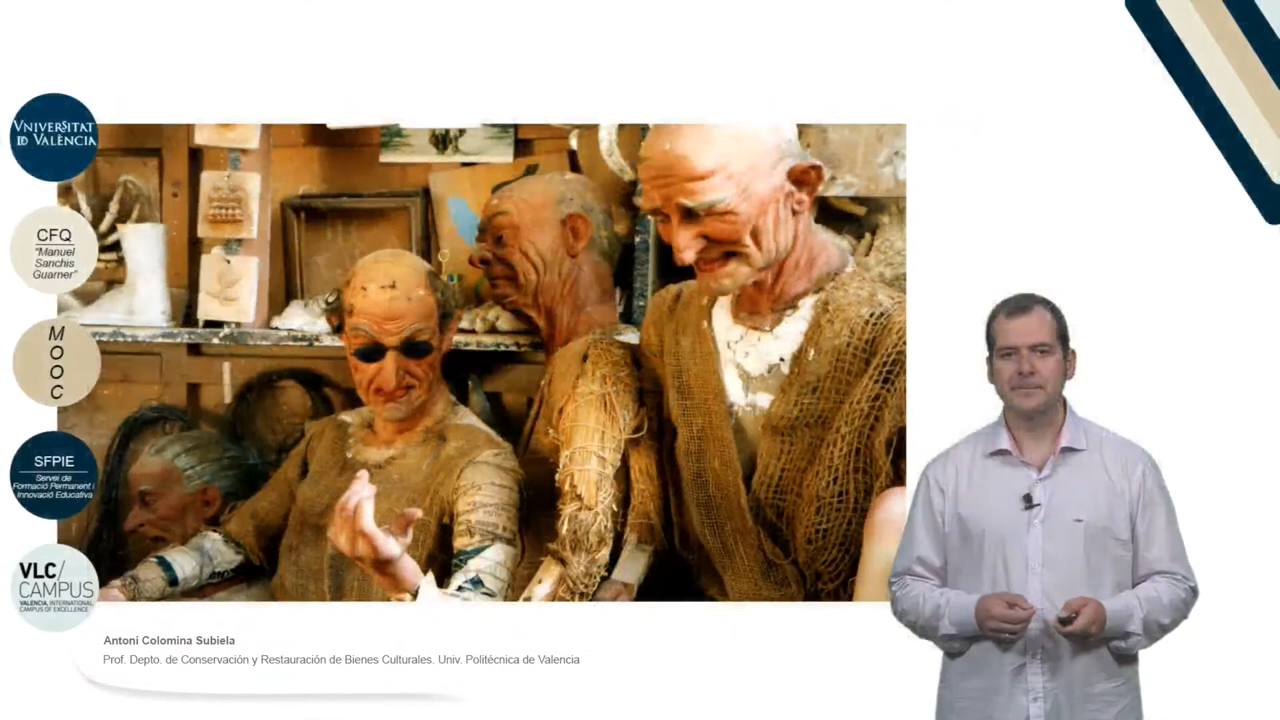 VNIVERSITAT
ID VALÈNCIA
CFQ
"Manuel
Sanchis
Guarner"
M
O
O
C
SFPIE
Servei de
Formació Permanent i
Innovació Educativa
VLC/
CAMPUS
VALENCIA, INTERNATIONAL
CAMPUS OF EXCELLENCE
Antoni Colomina Subiela
Prof. Depto. de Conservación y Restauración de Bienes Culturales. Univ. Politécnica de Valencia